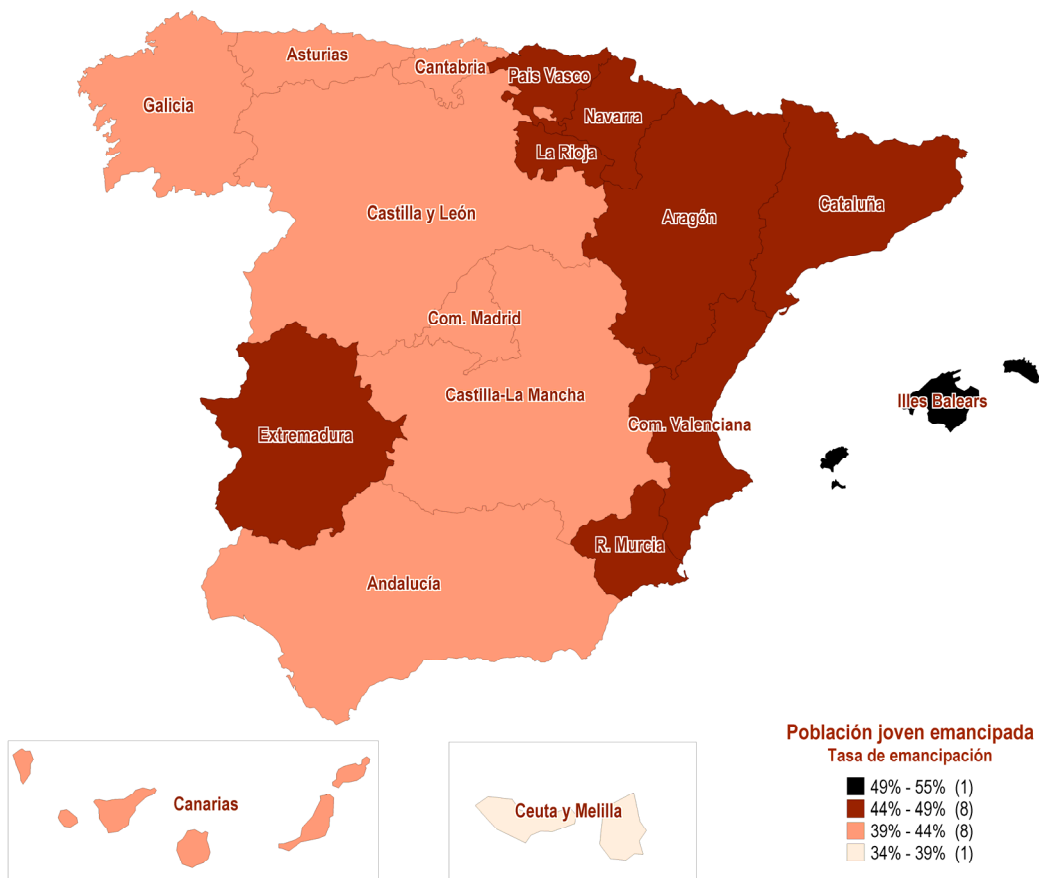 Asturias
Cantabria
Pais Vasco
Galicia
Navarra
La Rioja
Castilla y León
Aragón
Cataluña
Com. Madrid
Castilla-La Mancha
Illes Balears
Extremadura
Com. Valenciana
R. Murcia
Andalucía
Canarias
Ceuta y Melilla
Población joven emancipada
Tasa de emancipación
49% - 55% (1)
44% - 49% (8)
39% - 44% (8)
34% - 39% (1)